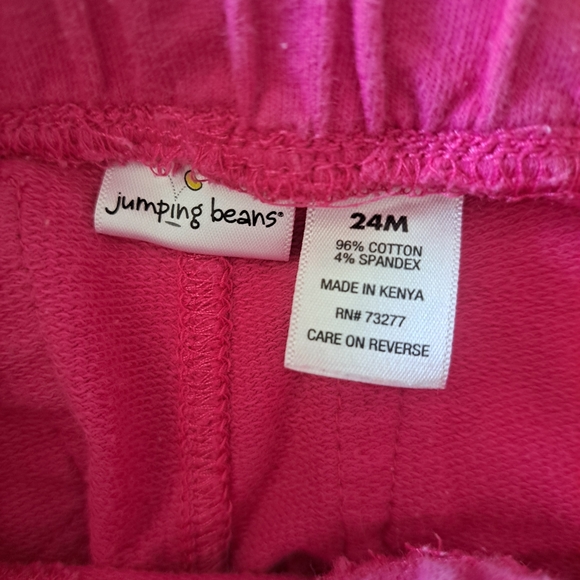 jumping beans®
24M
96% COTTON
4% SPANDEX
MADE IN KENYA
RN# 73277
CARE ON REVERSE